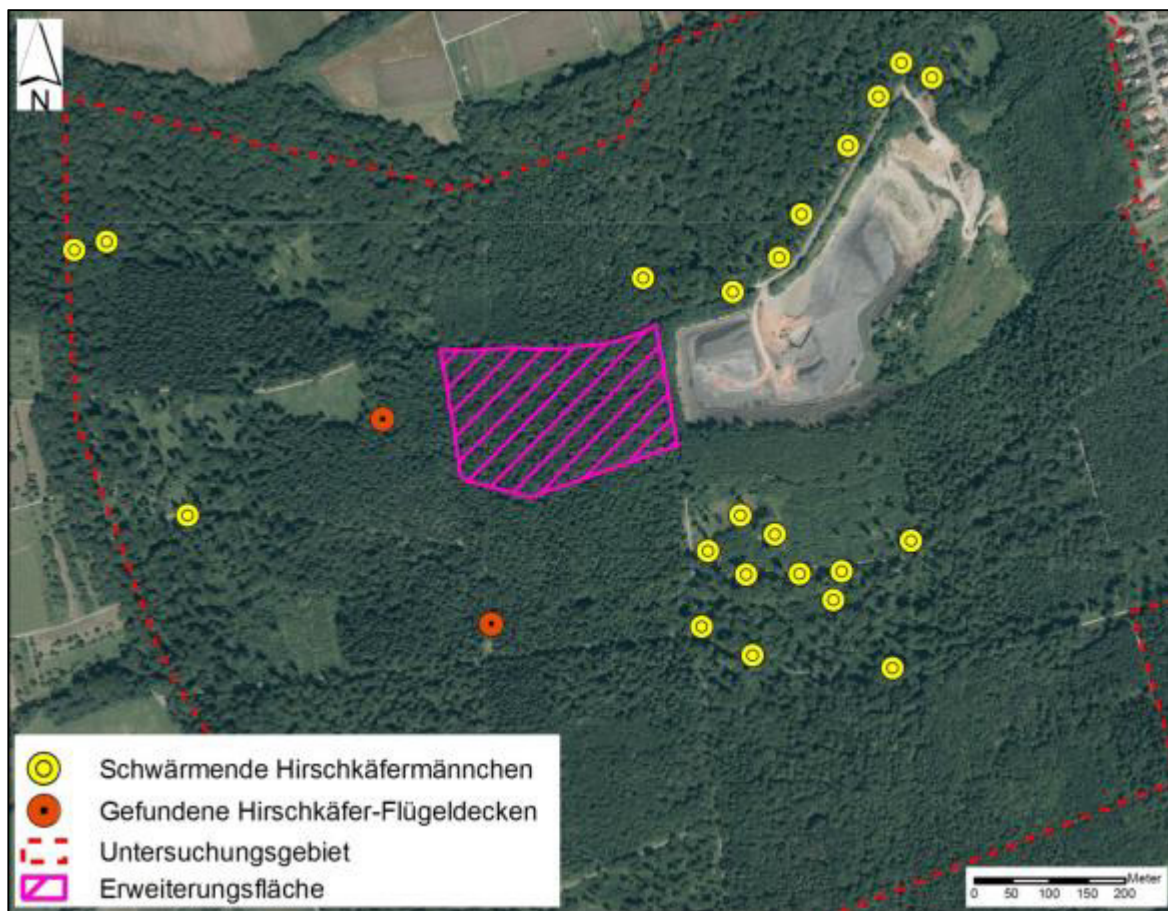 N
Schwärmende Hirschkäfermännchen
Gefundene Hirschkäfer-Flügeldecken
Untersuchungsgebiet
Erweiterungsfläche
Meter
0 50 100 150 200